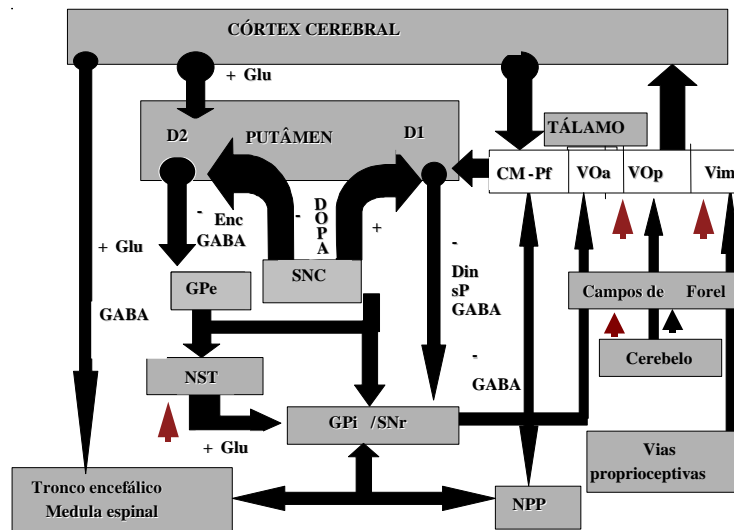 CÓRTEX CEREBRAL
+ Glu
TÁLAMO
D2
PUTÂMEN
D1
CM -Pf
VOa
VOp
Vim
-
Enc
GABA
-
DOPA
+
+ Glu
-
Din
sP
GABA
SNC
GPe
Campos de Forel
GABA
Cerebelo
-
GABA
NST
GPi /SNr
+ Glu
Vias
proprioceptivas
Tronco encefálico
Medula espinal
NPP